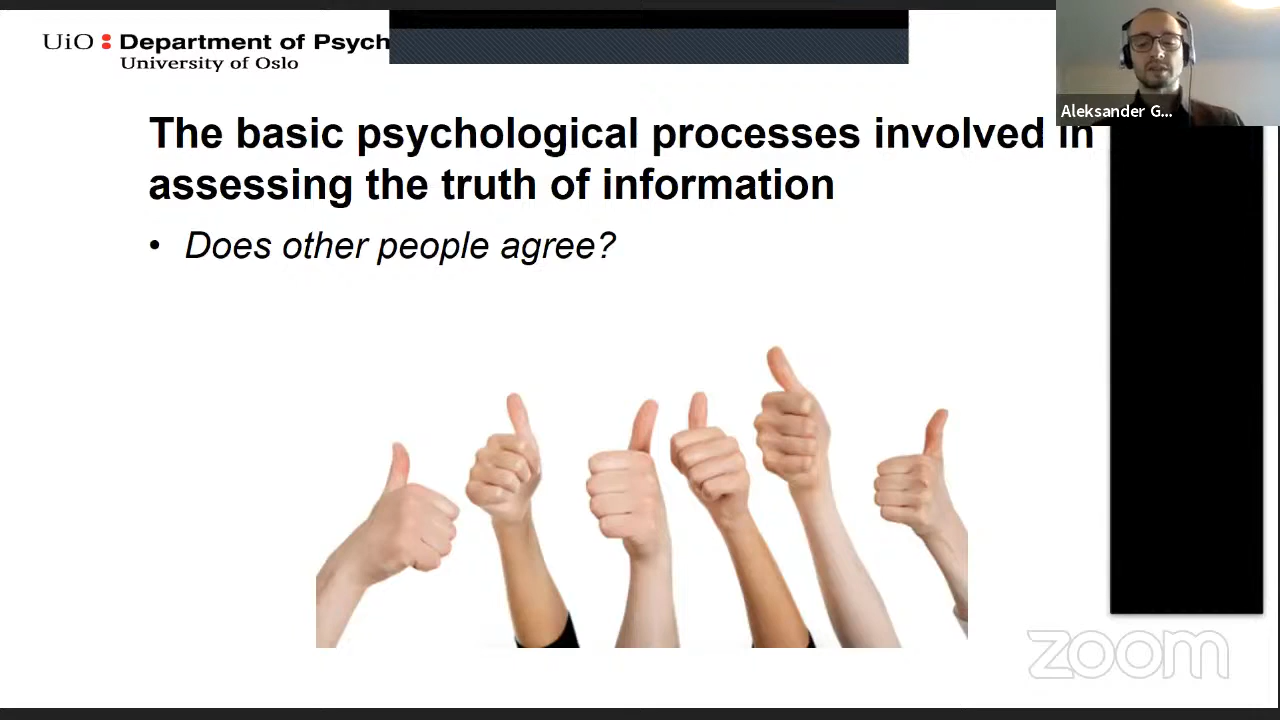 UiO : Department of Psych
University of Oslo
Aleksander G...
The basic psychological processes involved in
assessing the truth of information
• Does other people agree?
zoom